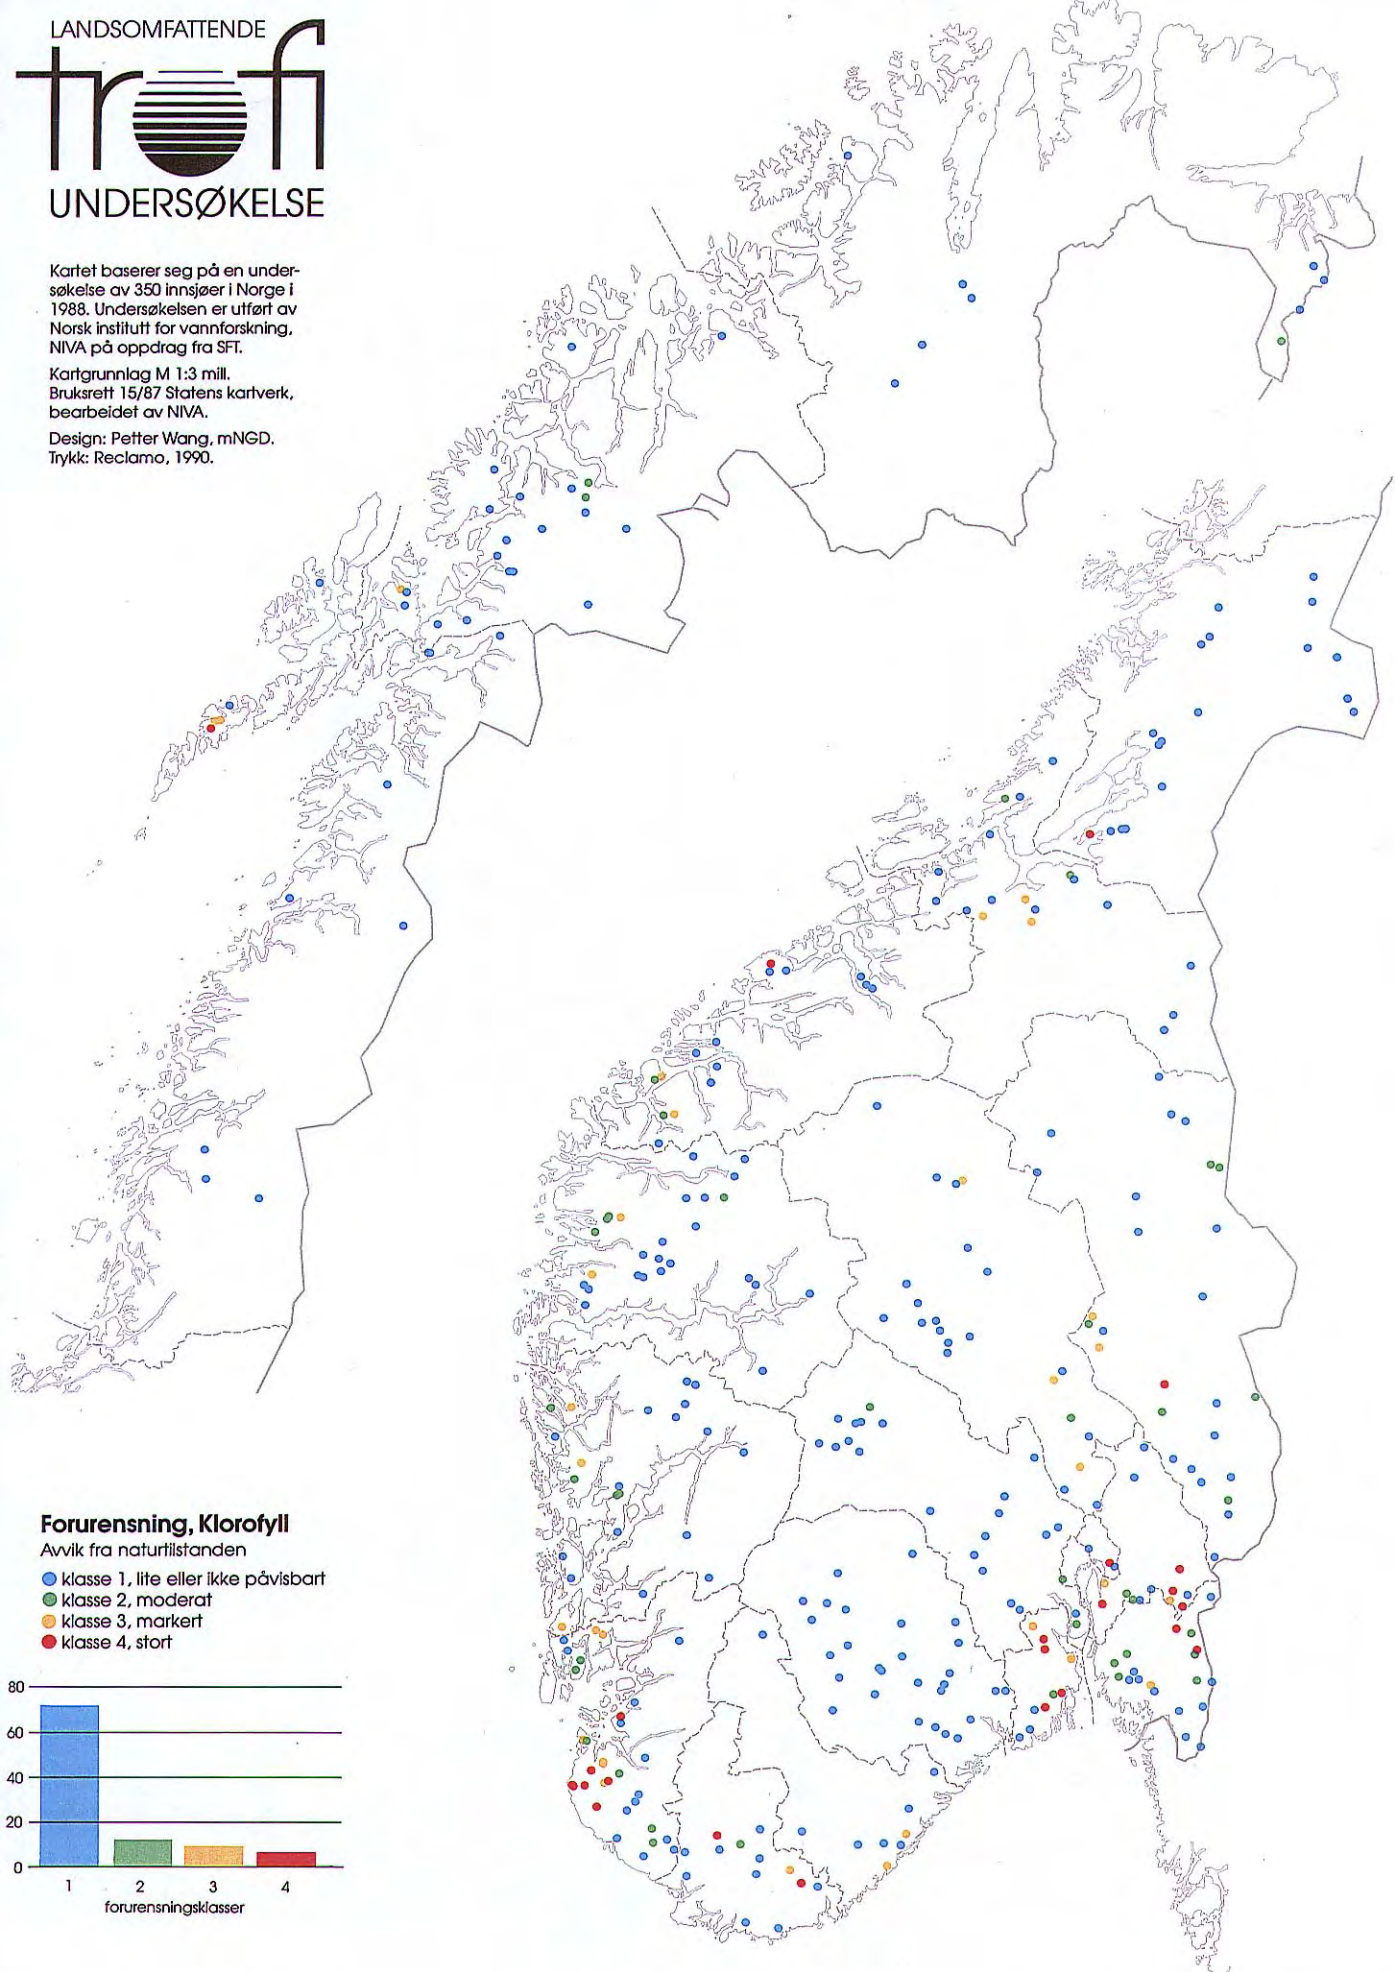 LANDSOMFATTENDE
trofi
UNDERSØKELSE
Kartet baserer seg på en under-
søkelse av 350 innsjøer i Norge i
1988. Undersøkelsen er utført av
Norsk institutt for vannforskning,
NIVA på oppdrag fra SFT.
Kartgrunnlag M 1:3 mill.
Bruksrett 15/87 Statens kartverk,
bearbeidet av NIVA.
Design: Petter Wang, mNGD.
Trykk: Reclamo, 1990.
Forurensning, Klorofyll
Avvik fra naturtilstanden
klasse 1, lite eller ikke påvisbart
klasse 2, moderat
klasse 3, markert
klasse 4, stort
80
60
40
20
0
1 2 3 4
forurensningsklasser